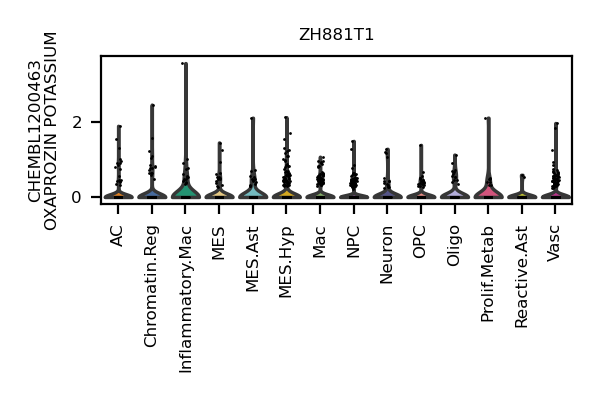 ZH881T1
CHEMBL1200463
OXAPROZIN POTASSIUM
2
0
AC
Chromatin.Reg
Inflammatory.Mac
MES
MES.Ast
MES.Hyp
Mac
NPC
Neuron
OPC
Oligo
Prolif.Metab
Reactive.Ast
Vasc